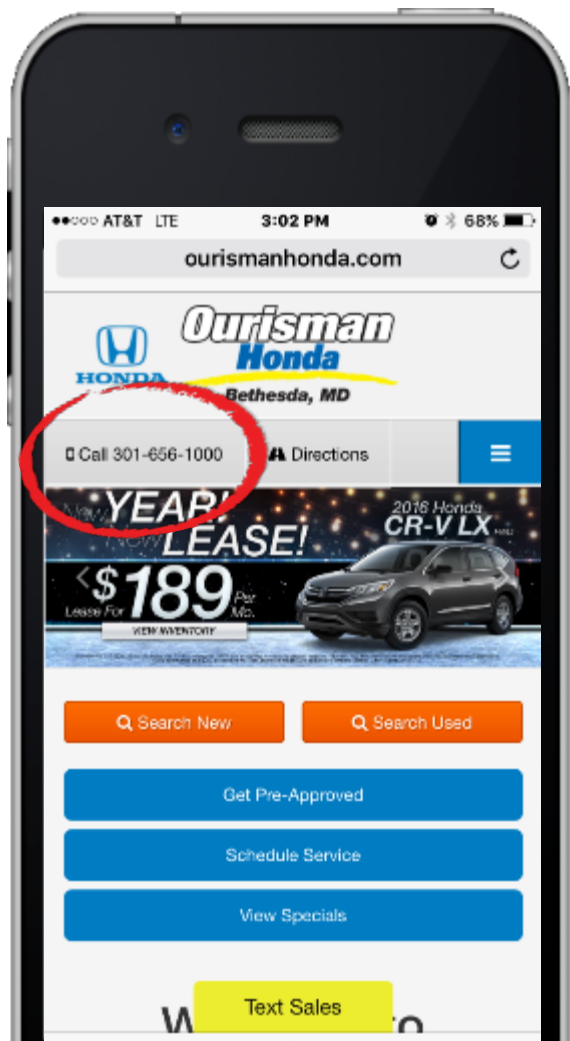 AT&T LTE 3:02 PM 68%
ourismanhonda.com
Ourisman
Honda
HONDA
Bethesda, MD
Call 301-656-1000 Directions
New YEAR!
New LEASE!
2016 Honda
CR-V LX
$189 Per Mo.
Lease For
VIEW INVENTORY
Search New Search Used
Get Pre-Approved
Schedule Service
View Specials
Text Sales